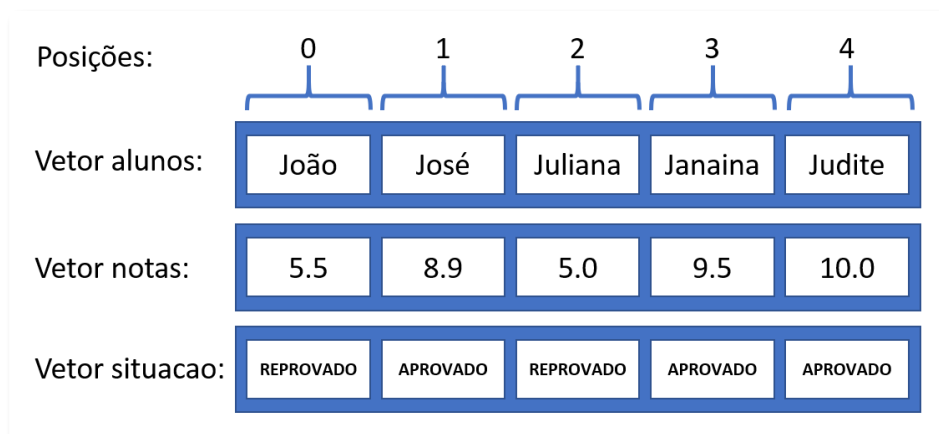 Posições: 0 1 2 3 4
Vetor alunos: João José Juliana Janaina Judite
Vetor notas: 5.5 8.9 5.0 9.5 10.0
Vetor situacao: REPROVADO APROVADO REPROVADO APROVADO APROVADO